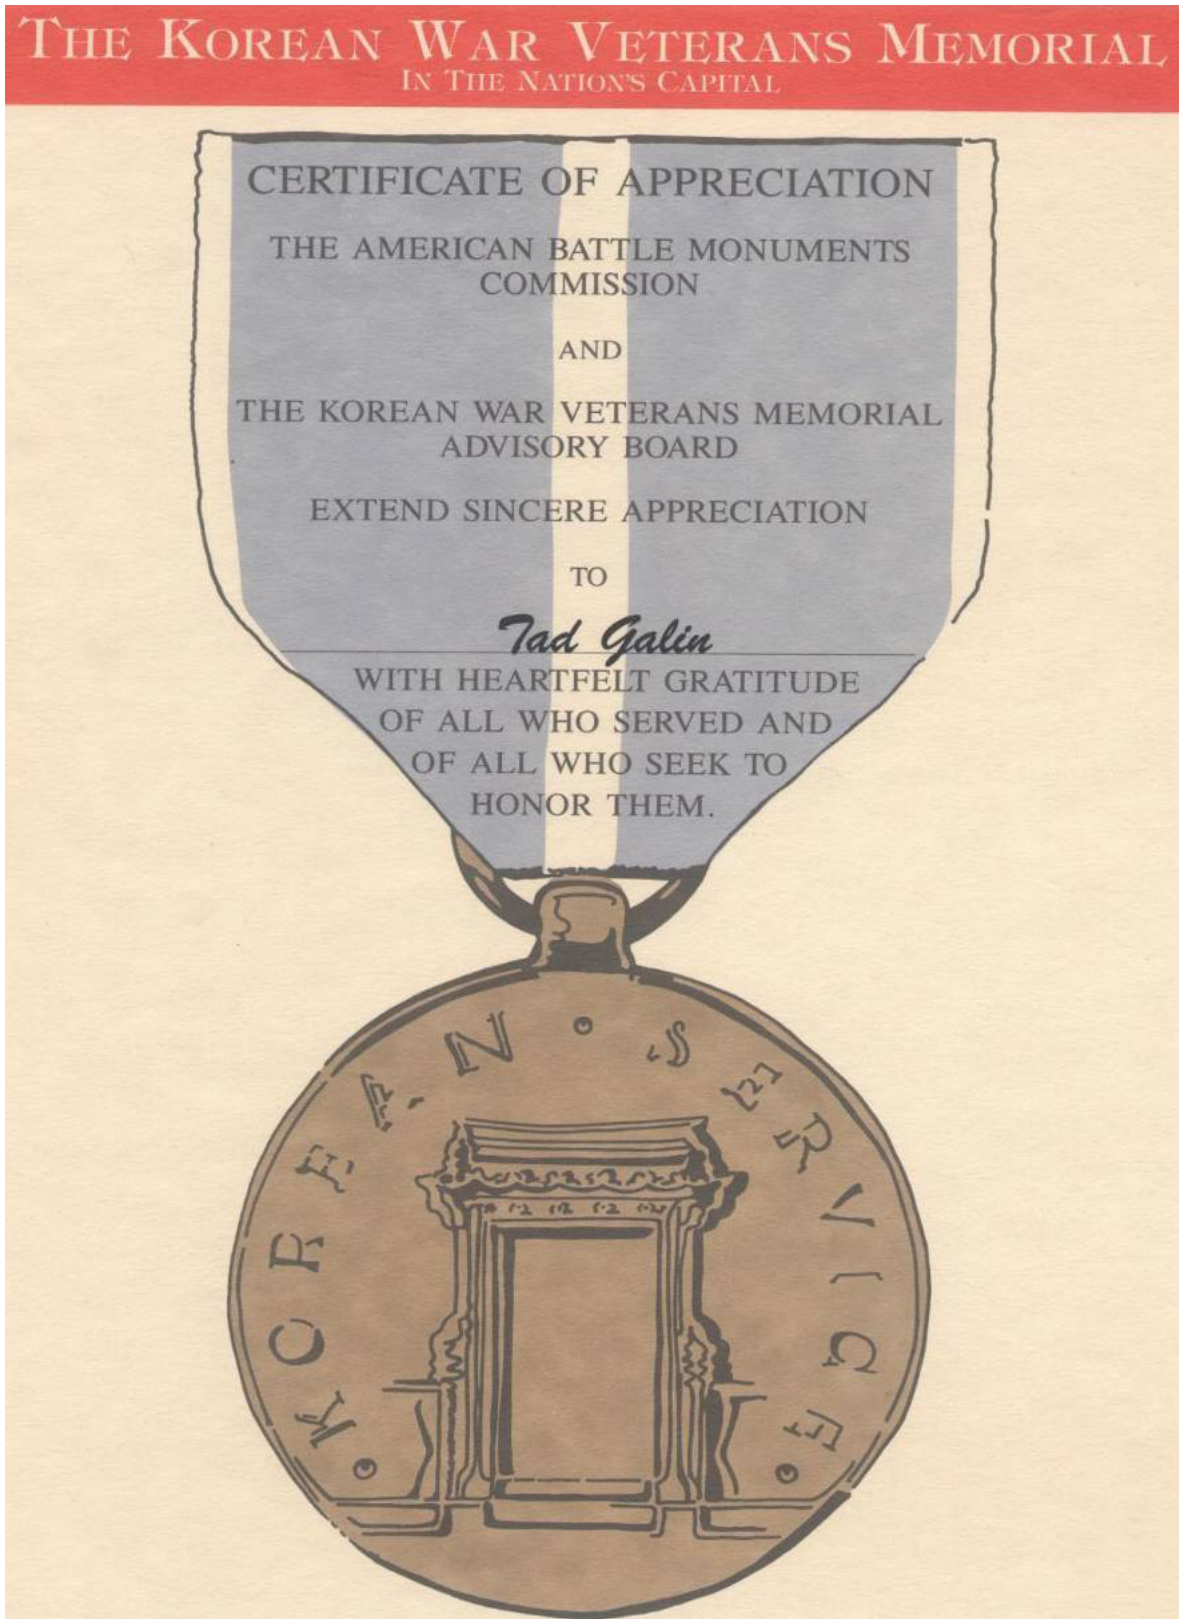 THE KOREAN WAR VETERANS MEMORIAL
IN THE NATION'S CAPITAL
CERTIFICATE OF APPRECIATION
THE AMERICAN BATTLE MONUMENTS
COMMISSION
AND
THE KOREAN WAR VETERANS MEMORIAL
ADVISORY BOARD
EXTEND SINCERE APPRECIATION
TO
Tad Galin
WITH HEARTFELT GRATITUDE
OF ALL WHO SERVED AND
OF ALL WHO SEEK TO
HONOR THEM.
KOREAN • SERVICE